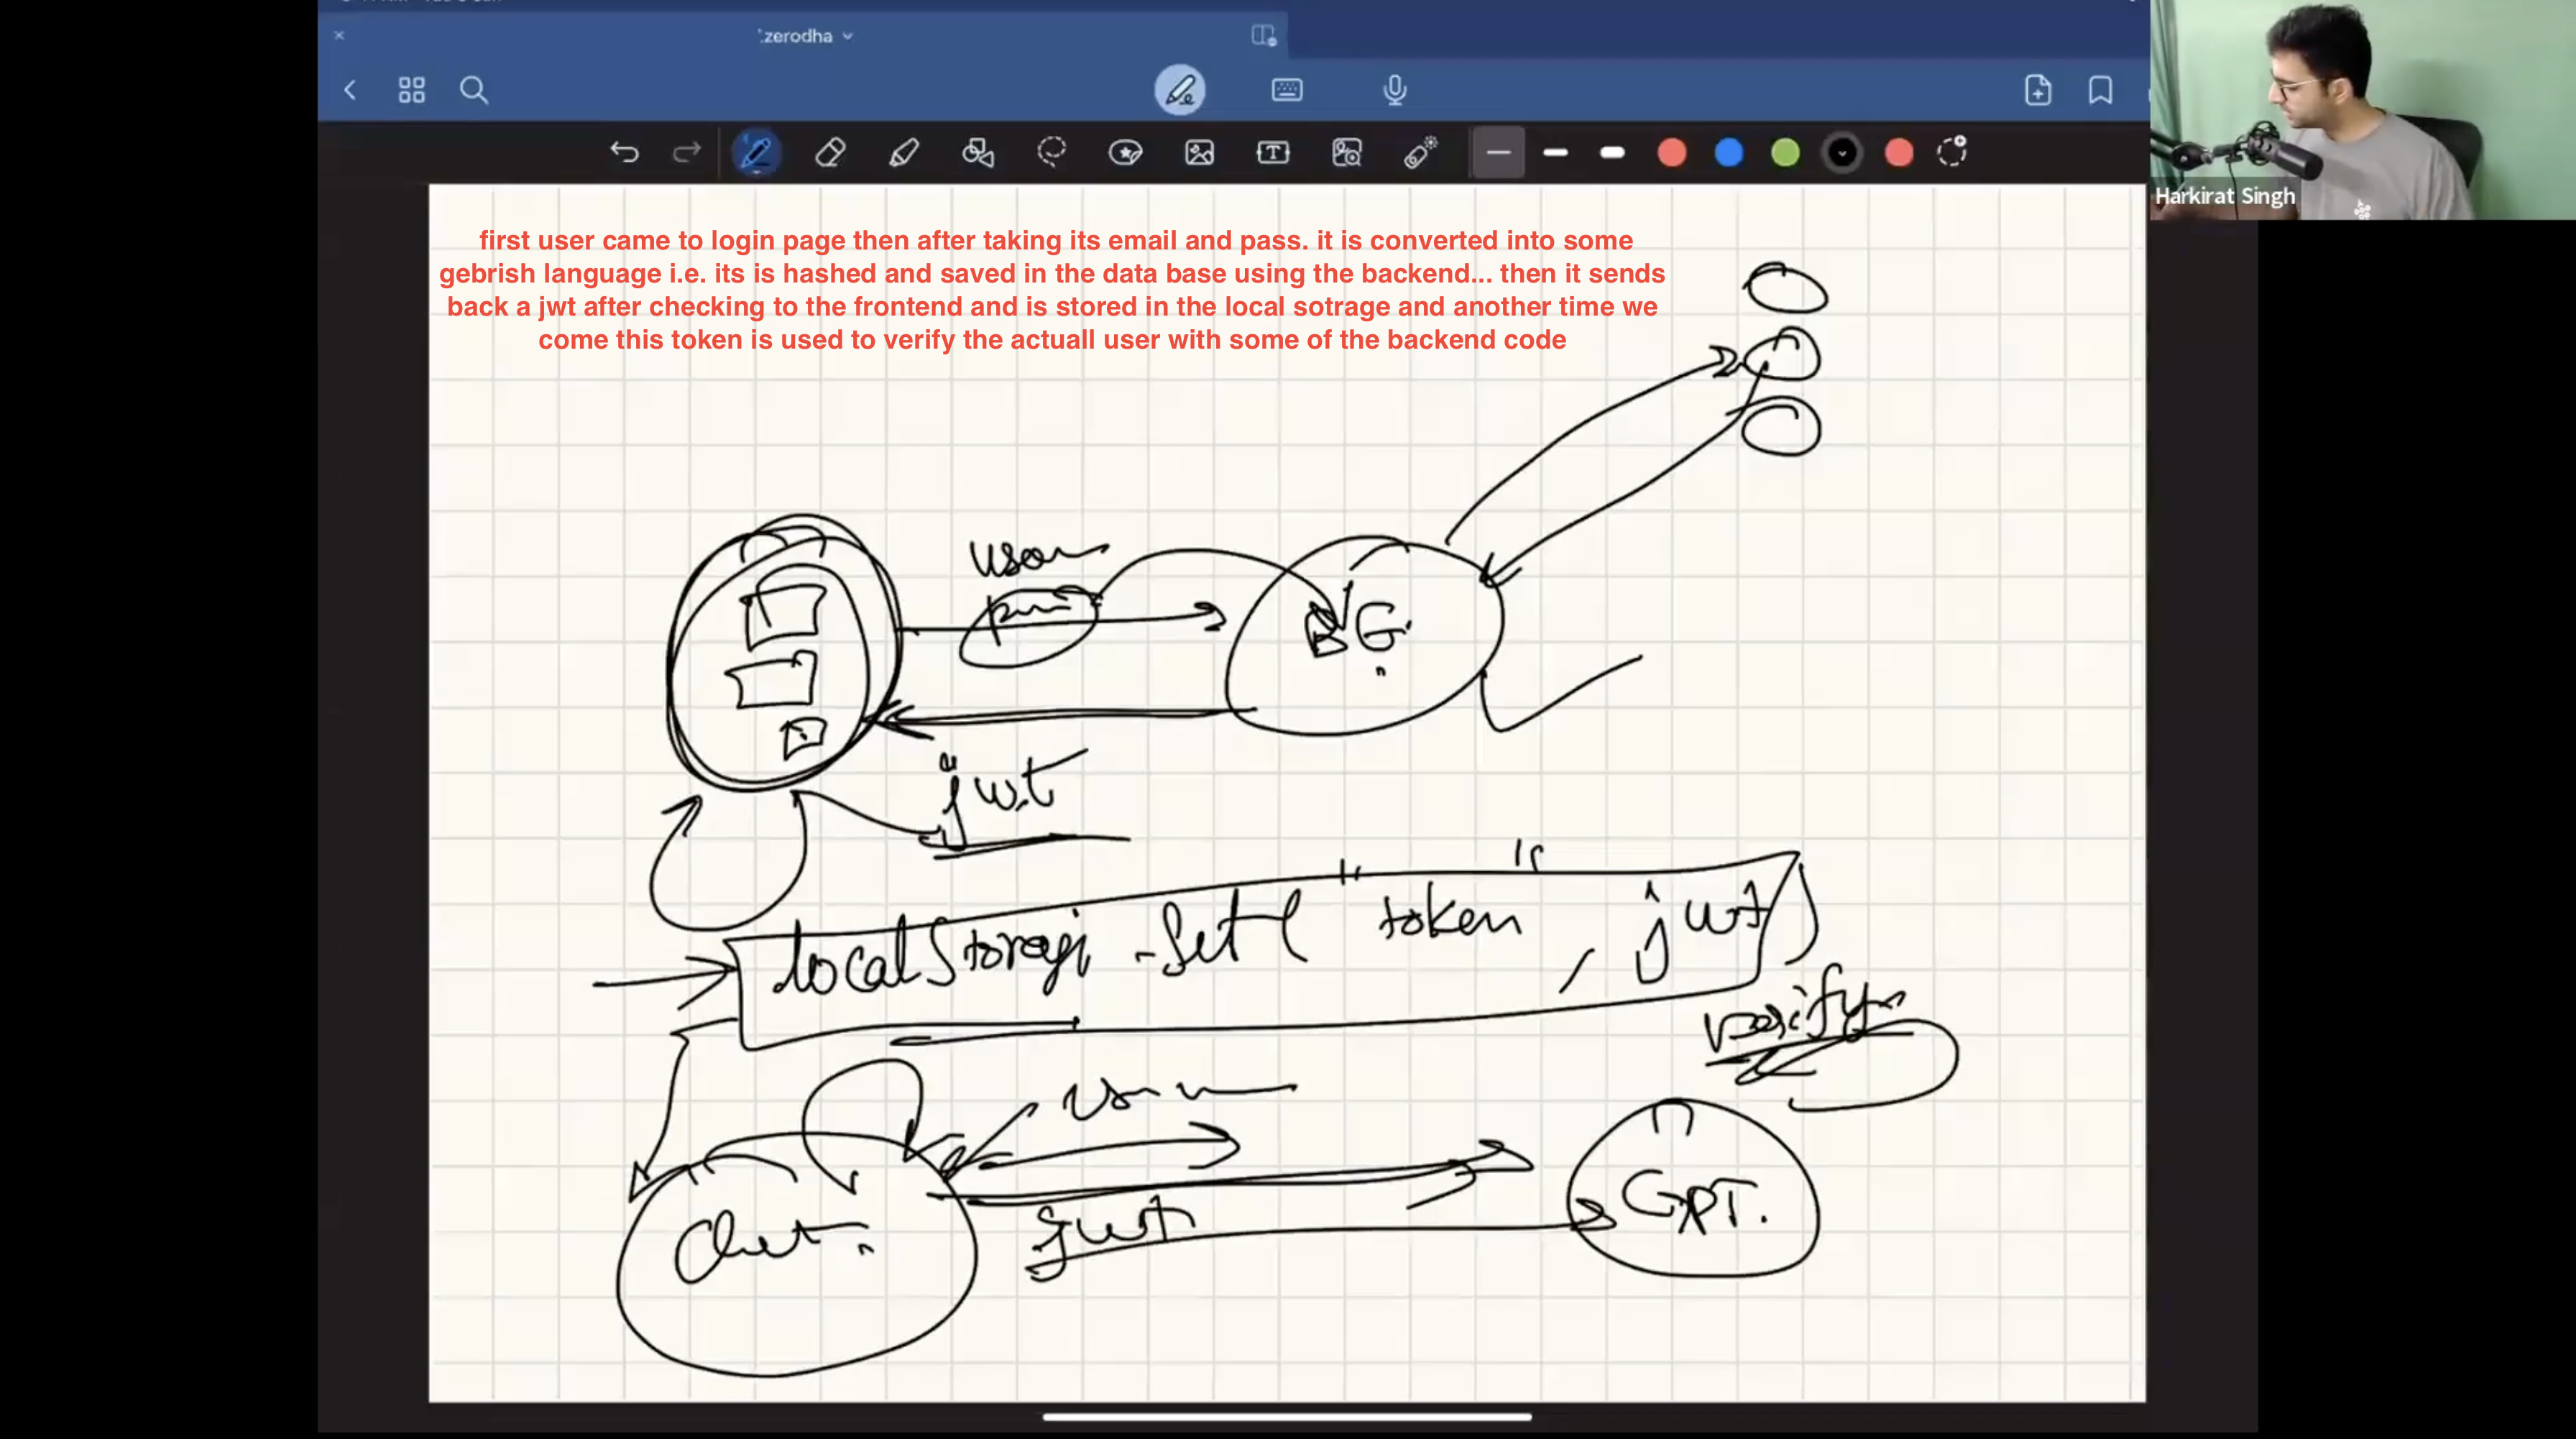 zerodha
Harkirat Singh
first user came to login page then after taking its email and pass. it is converted into some
gebrish language i.e. its is hashed and saved in the data base using the backend... then it sends
back a jwt after checking to the frontend and is stored in the local sotrage and another time we
come this token is used to verify the actuall user with some of the backend code
user
jwt
localStorage .Set( " token " , jwt)
verify
jwt
GPT.